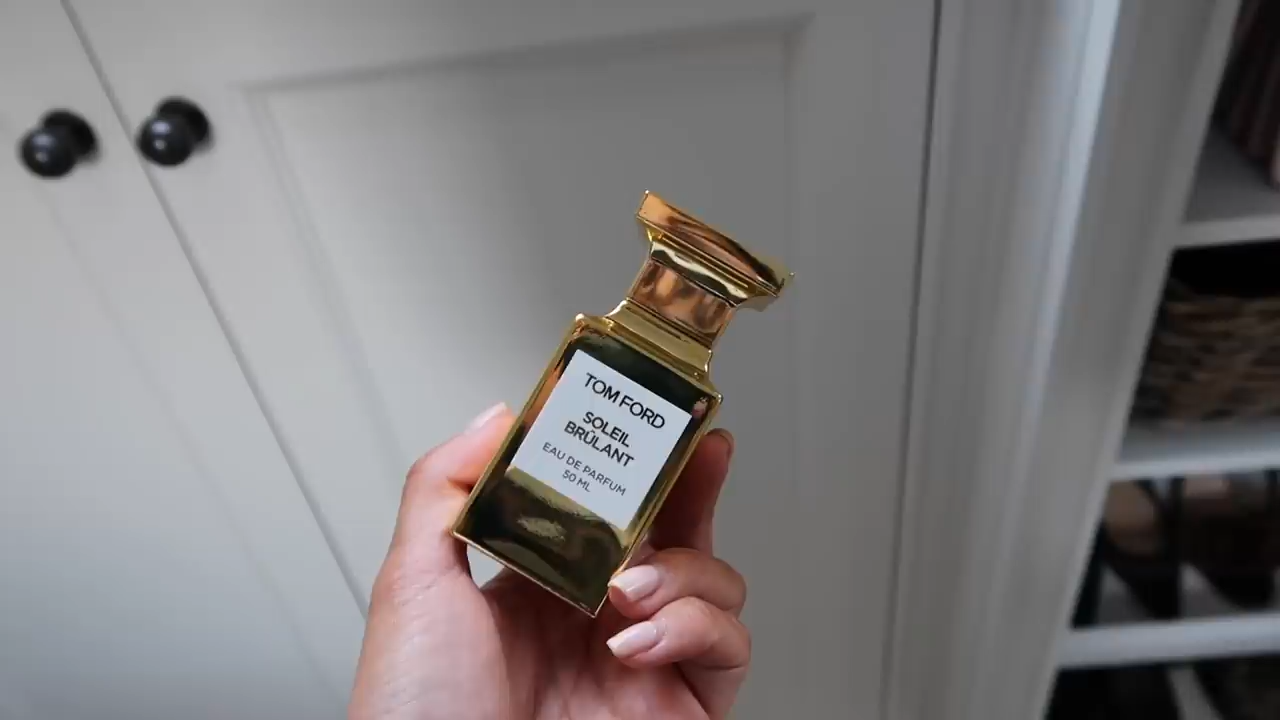 TOM FORD
SOLEIL
BRÛLANT
EAU DE PARFUM
50 ML